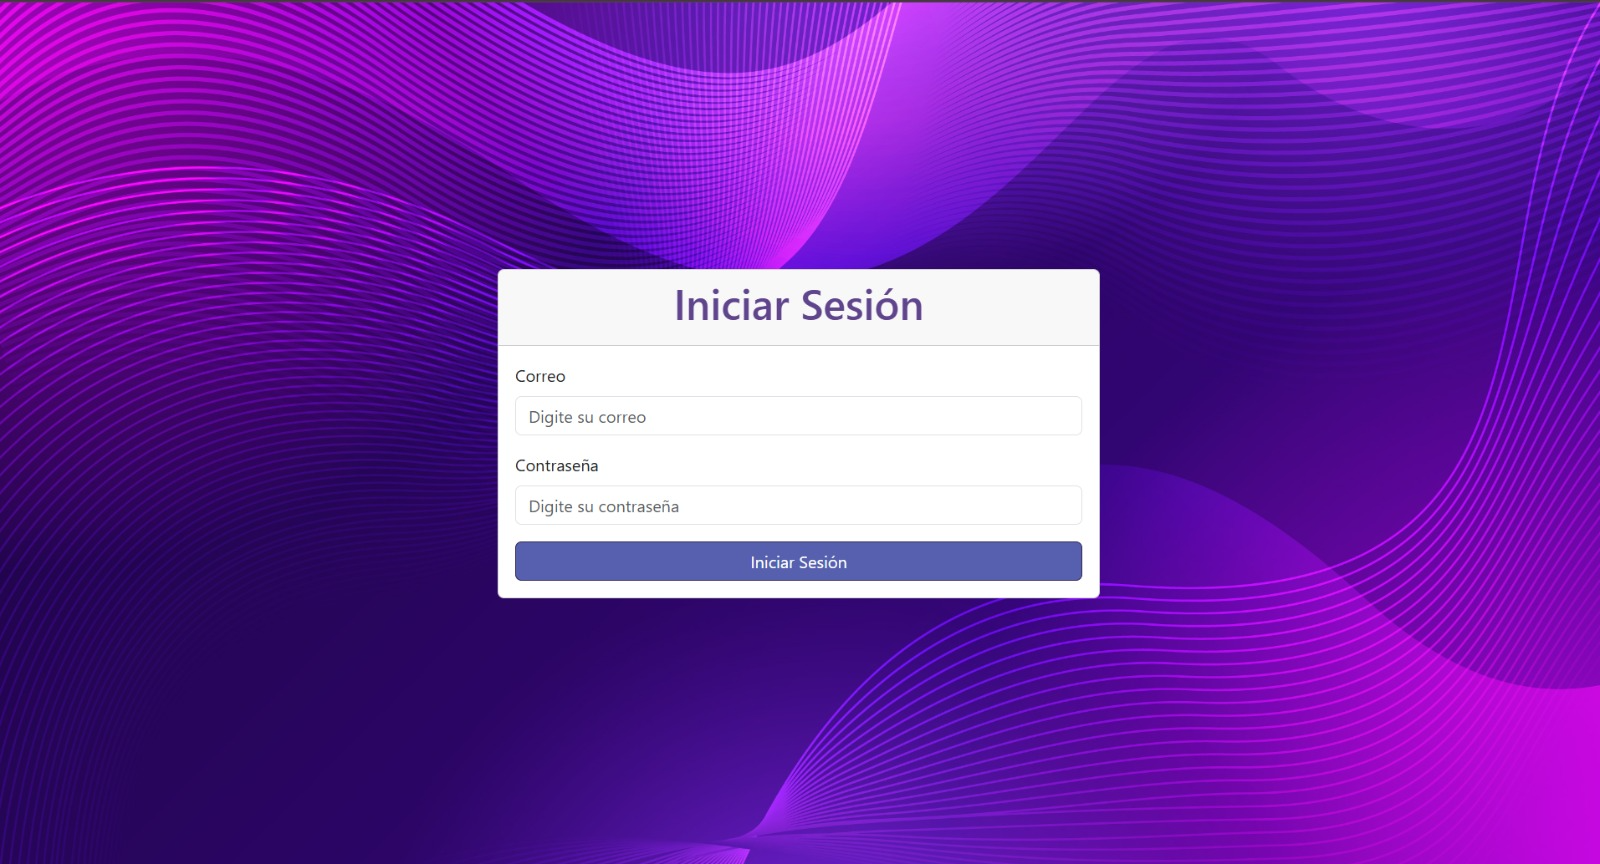 Iniciar Sesión
Correo
Digite su correo
Contraseña
Digite su contraseña
Iniciar Sesión